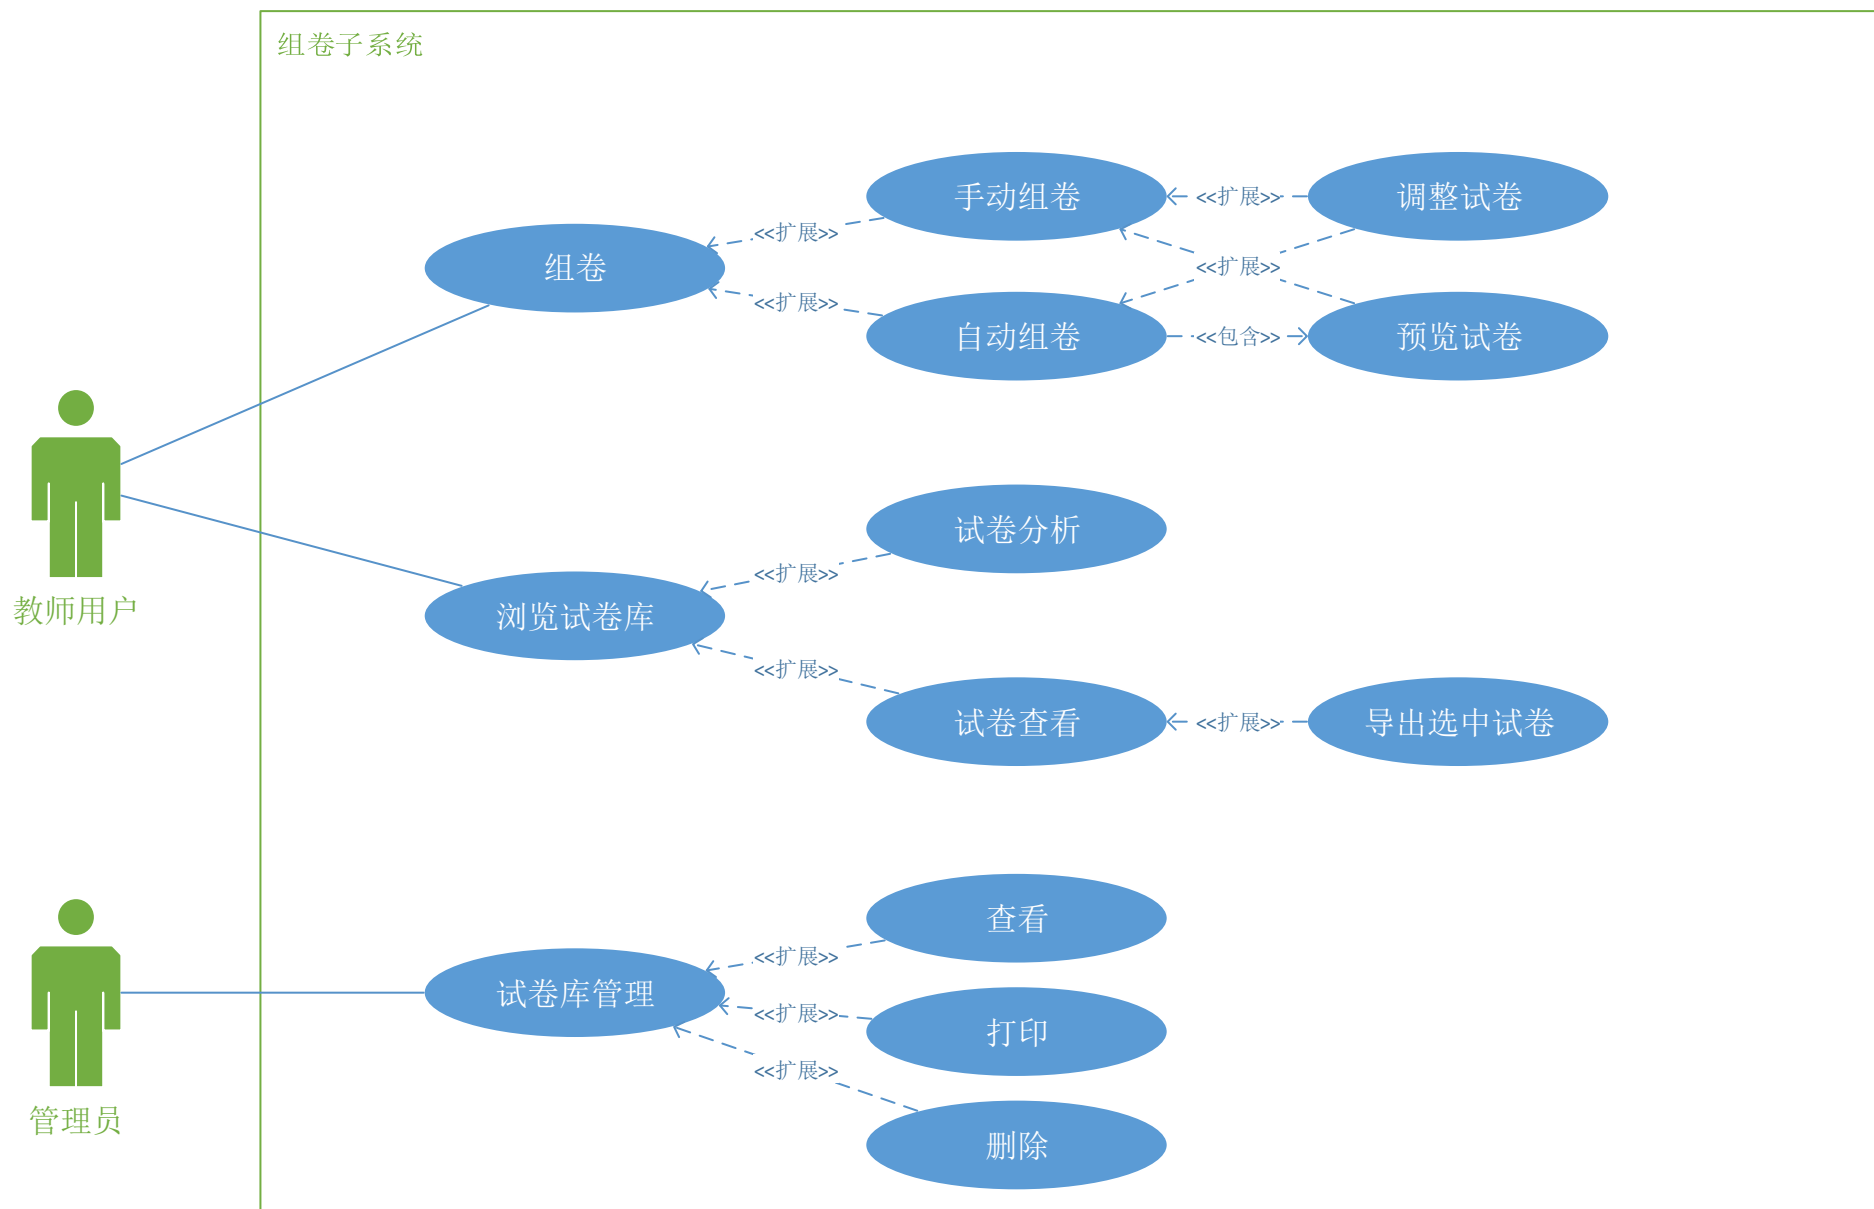 组卷子系统
手动组卷
<<扩展>>
调整试卷
<<扩展>>
组卷
<<扩展>>
<<扩展>>
自动组卷
<<包含>>
预览试卷
试卷分析
<<扩展>>
教师用户
浏览试卷库
<<扩展>>
试卷查看
<<扩展>>
导出选中试卷
查看
<<扩展>>
试卷库管理
<<扩展>>
打印
<<扩展>>
管理员
删除